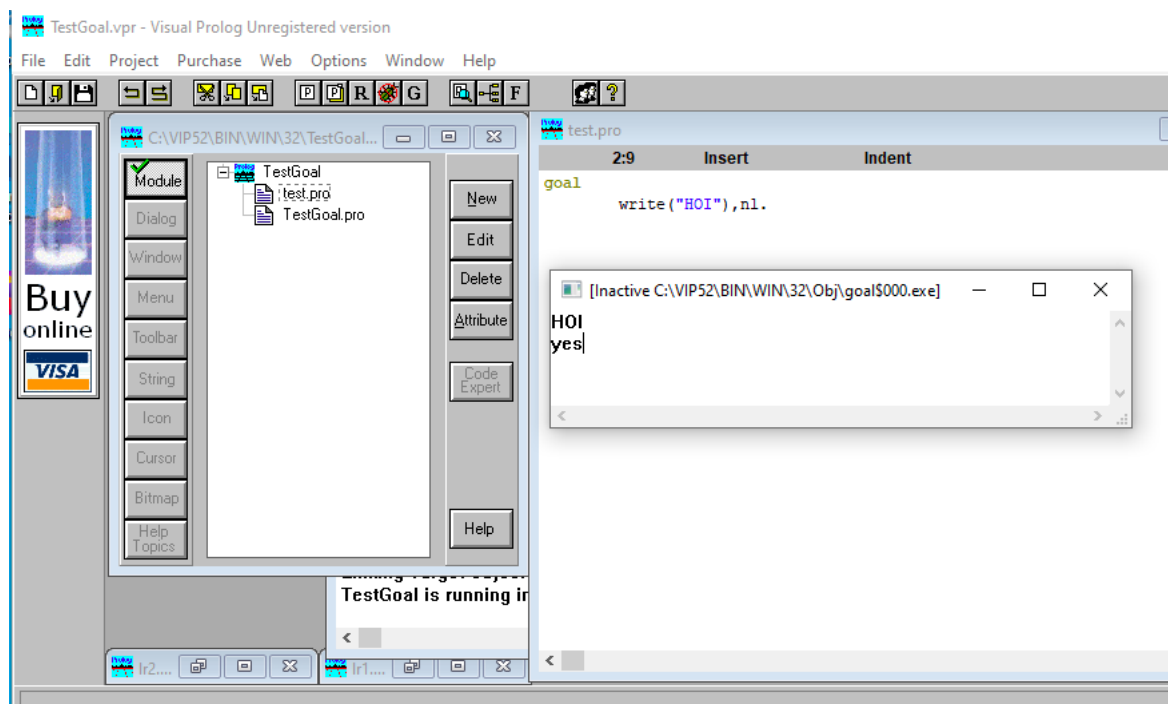 TestGoal.vpr - Visual Prolog Unregistered version
File Edit Project Purchase Web Options Window Help
P P R G F ?
Buy
online
VISA
C:\VIP52\BIN\WIN\32\TestGoal...
Module
Dialog
Window
Menu
Toolbar
String
Icon
Cursor
Bitmap
Help
Topics
TestGoal
test.pro
TestGoal.pro
New
Edit
Delete
Attribute
Code
Expert
Help
TestGoal is running in
lr2....
lr1....
test.pro
2:9 Insert Indent
goal
write("HOI"),nl.
[Inactive C:\VIP52\BIN\WIN\32\Obj\goal$000.exe]
HOI
yes